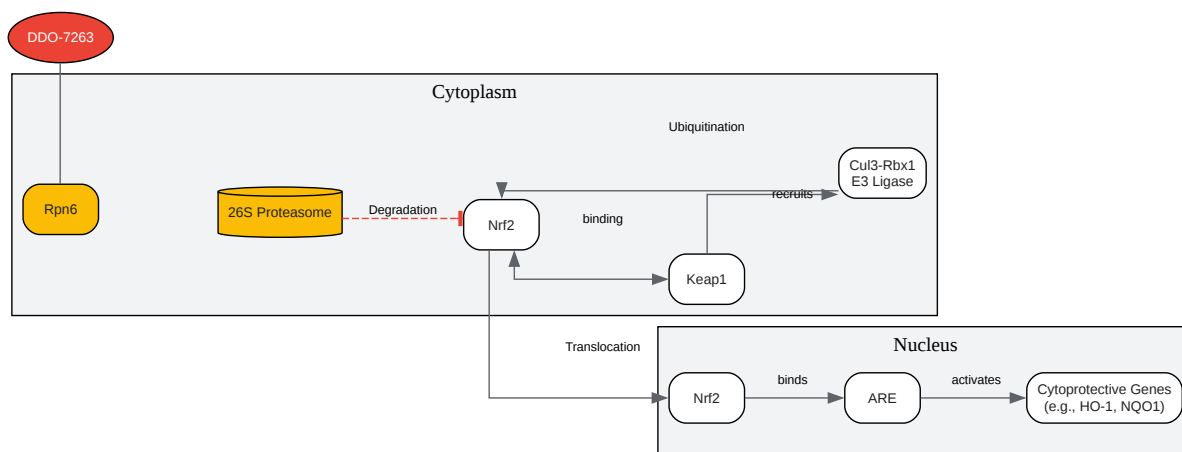 DDO-7263
Cytoplasm
Ubiquitination
Cul3-Rbx1
E3 Ligase
recruits
Rpn6
26S Proteasome
Degradation
Nrf2
binding
Keap1
Translocation
Nucleus
Nrf2
binds
ARE
activates
Cytoprotective Genes
(e.g., HO-1, NQO1)